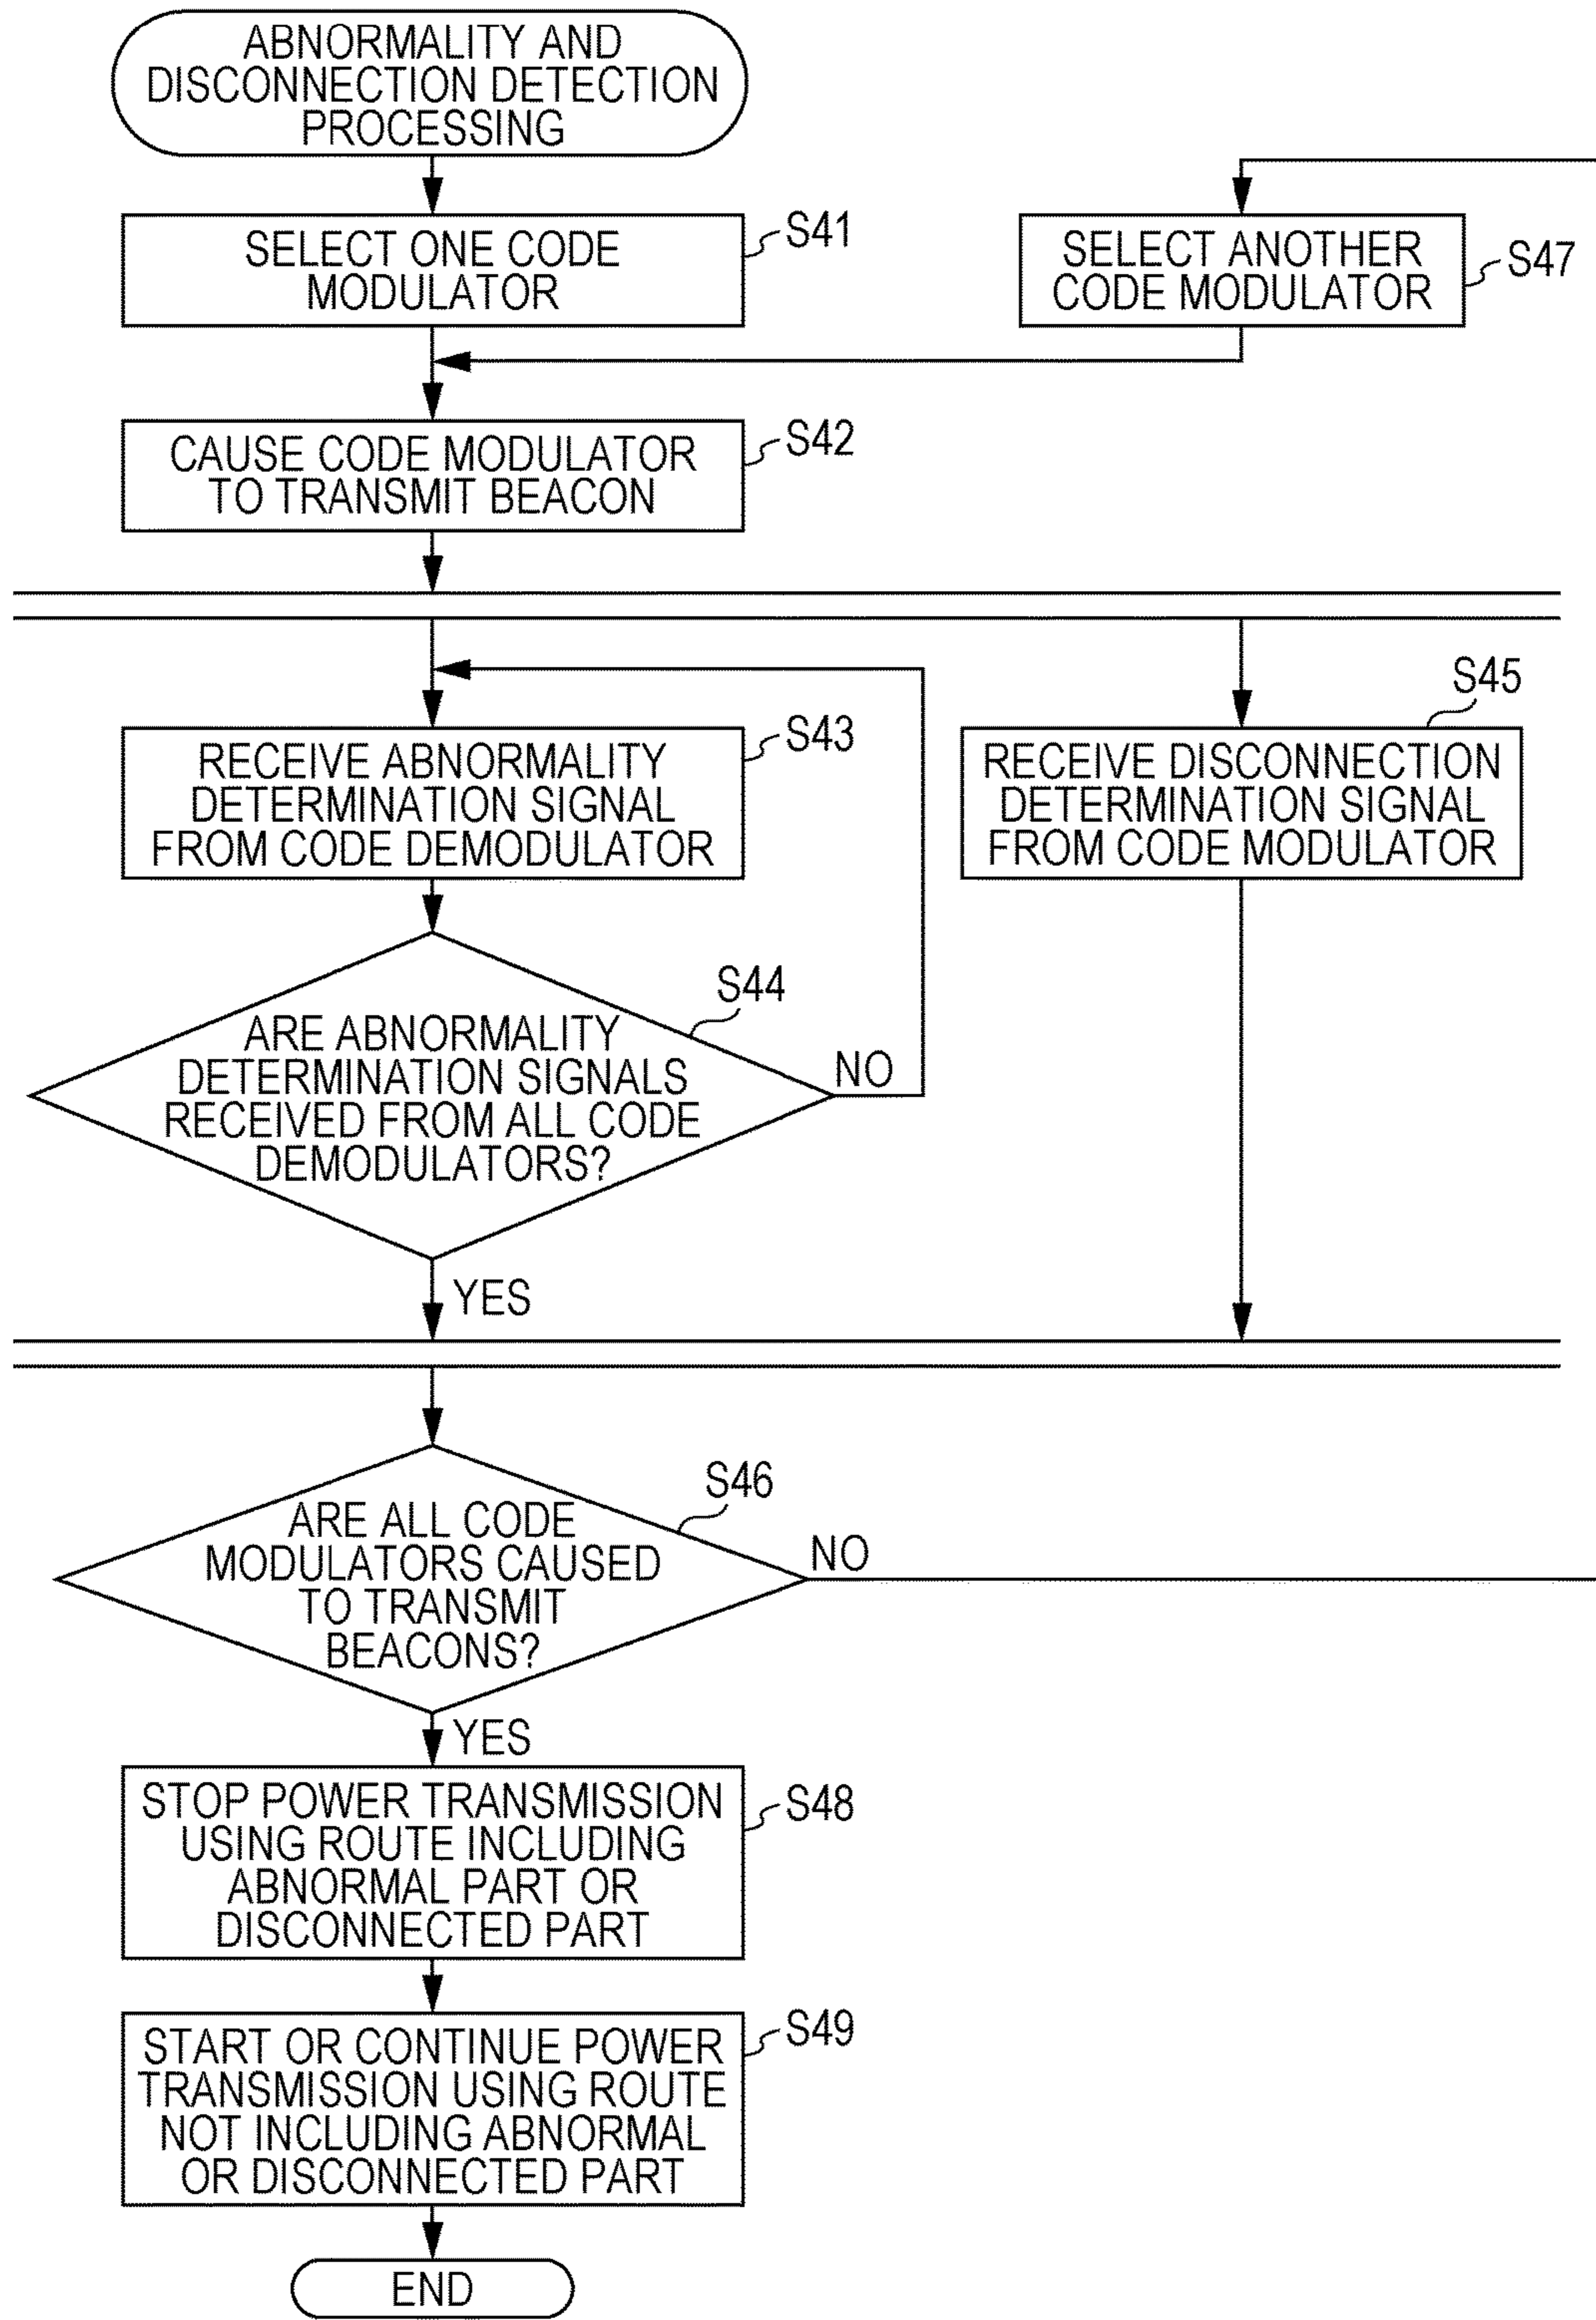 ABNORMALITY AND
DISCONNECTION DETECTION
PROCESSING
SELECT ONE CODE
MODULATOR
S41
SELECT ANOTHER
CODE MODULATOR
S47
CAUSE CODE MODULATOR
TO TRANSMIT BEACON
S42
RECEIVE ABNORMALITY
DETERMINATION SIGNAL
FROM CODE DEMODULATOR
S43
RECEIVE DISCONNECTION
DETERMINATION SIGNAL
FROM CODE MODULATOR
S45
ARE ABNORMALITY
DETERMINATION SIGNALS
RECEIVED FROM ALL CODE
DEMODULATORS?
S44
NO
YES
ARE ALL CODE
MODULATORS CAUSED
TO TRANSMIT
BEACONS?
S46
NO
YES
STOP POWER TRANSMISSION
USING ROUTE INCLUDING
ABNORMAL PART OR
DISCONNECTED PART
S48
START OR CONTINUE POWER
TRANSMISSION USING ROUTE
NOT INCLUDING ABNORMAL
OR DISCONNECTED PART
S49
END